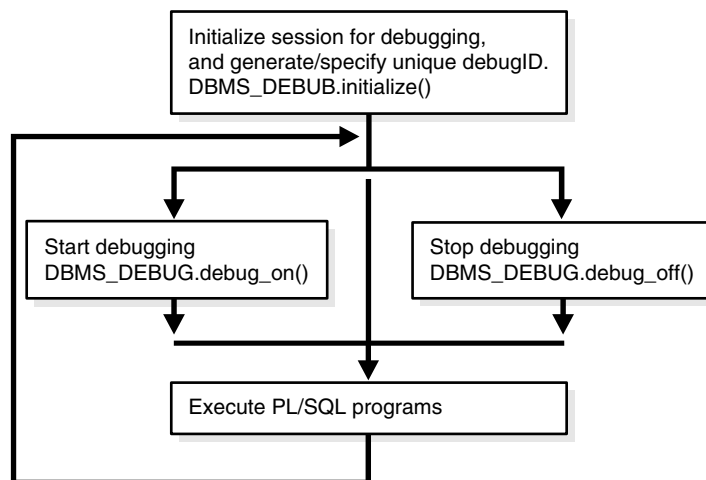 Initialize session for debugging,
and generate/specify unique debugID.
DBMS_DEBUB.initialize()
Start debugging
DBMS_DEBUG.debug_on()
Stop debugging
DBMS_DEBUG.debug_off()
Execute PL/SQL programs